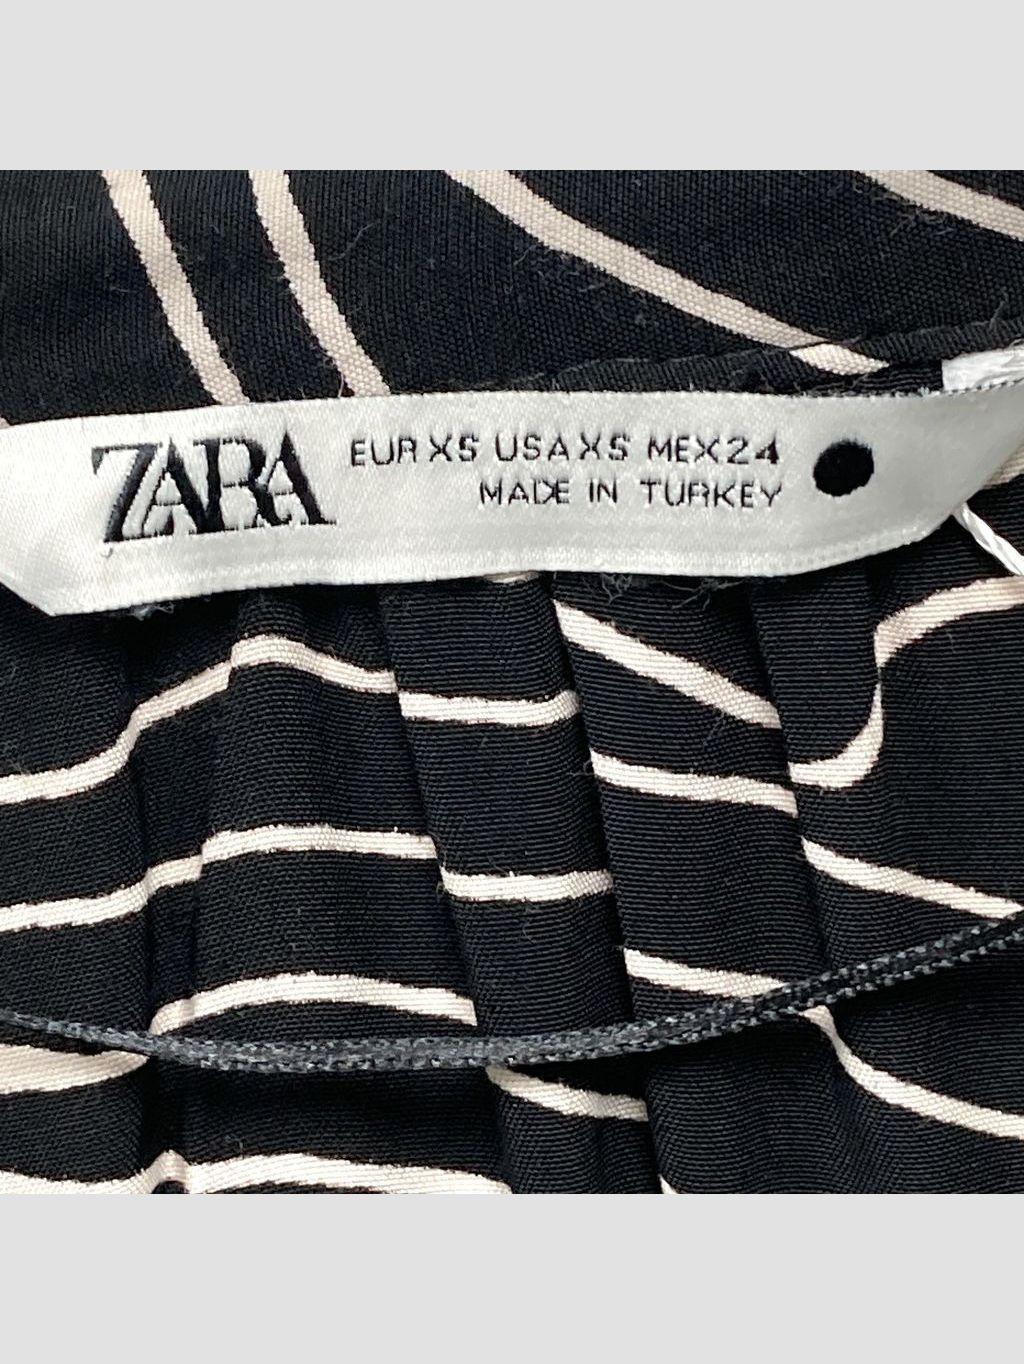 ZARA
EUR XS USA XS MEX 24
MADE IN TURKEY